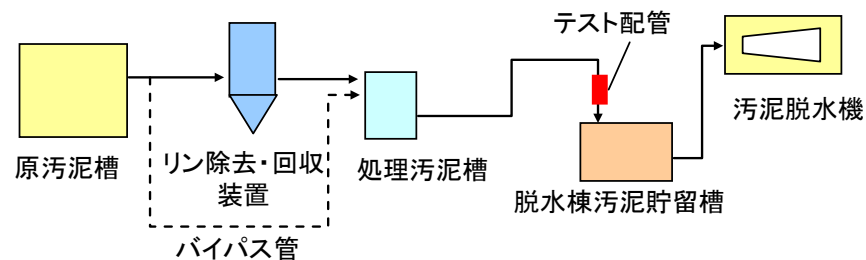 テスト配管
汚泥脱水機
原汚泥槽
リン除去・回収
装置
処理汚泥槽
脱水棟汚泥貯留槽
バイパス管